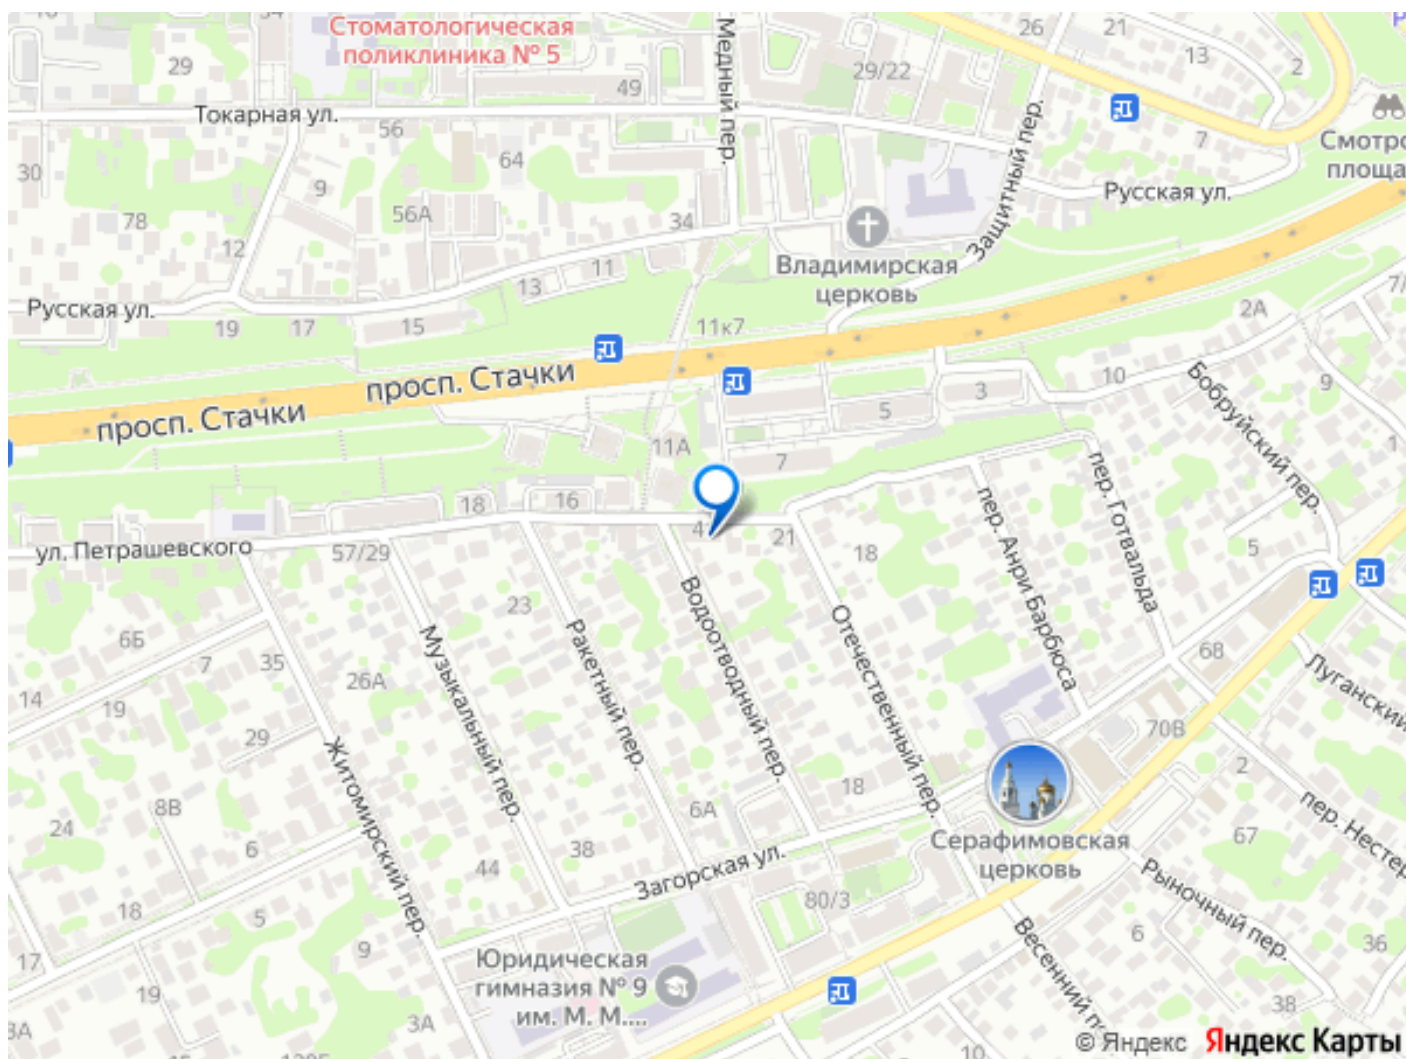 Стоматологическая
поликлиника № 5
29
49
Медный пер.
29/22
26
21
13
2
Токарная ул.
56
64
30
9
78
56А
12
34
Защитный пер.
7
Смотро
площа
Русская ул.
Владимирская
церковь
11
13
Русская ул.
19
17
15
11к7
2А
7/
просп. Стачки
просп. Стачки
3
10
5
9
Бобруйский пер.
1
11А
7
18
16
4
21
18
пер. Анри Барбюса
пер. Готвальда
5
ул. Петрашевского
57/29
6Б
7
35
26А
23
14
19
29
Житомирский пер.
Музыкальный пер.
Ракетный пер.
Водоотводный пер.
Отечественный пер.
68
Луганский
70В
2
пер. Нестер
67
8В
24
6
6А
18
38
44
Загорская ул.
Серафимовская
церковь
80/3
Рыночный пер.
6
36
38
18
5
9
17
19
3А
3А
Юридическая
гимназия № 9
им. М. М....
Весенний п
10
© Яндекс Яндекс Карты